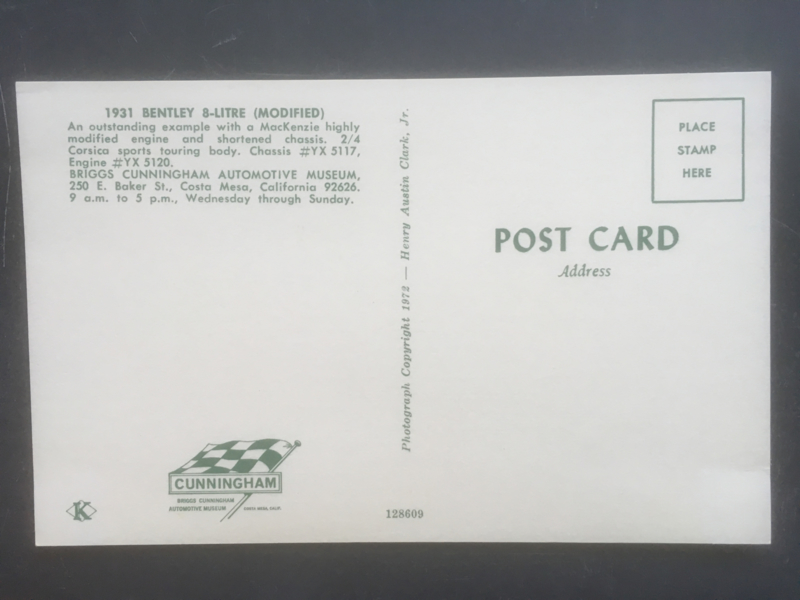 1931 BENTLEY 8-LITRE (MODIFIED)
An outstanding example with a MacKenzie highly
modified engine and shortened chassis. 2/4
Corsica sports touring body. Chassis #YX 5117,
Engine #YX 5120.
BRIGGS CUNNINGHAM AUTOMOTIVE MUSEUM,
250 E. Baker St., Costa Mesa, California 92626.
9 a.m. to 5 p.m., Wednesday through Sunday.
Photograph Copyright 1972 — Henry Austin Clark, Jr.
PLACE
STAMP
HERE
POST CARD
Address
CUNNINGHAM
BRIGGS CUNNINGHAM
AUTOMOTIVE MUSEUM
COSTA MESA, CALIF.
K
128609